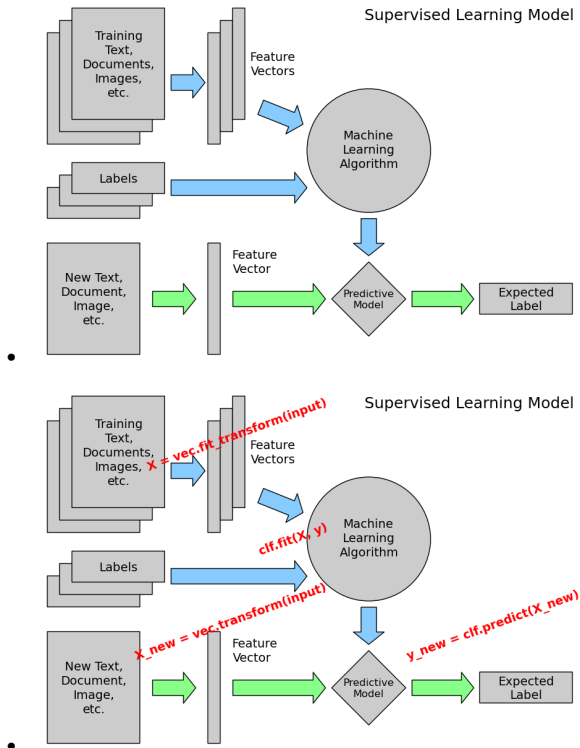 Supervised Learning Model
Training
Text,
Documents,
Images,
etc.
Feature
Vectors
Machine
Learning
Algorithm
Labels
New Text,
Document,
Image,
etc.
Feature
Vector
Predictive
Model
Expected
Label
Supervised Learning Model
Training
Text,
Documents,
Images,
etc.
X = vec.fit_transform(input)
Feature
Vectors
clf.fit(X, y)
Machine
Learning
Algorithm
Labels
X_new = vec.transform(input)
y_new = clf.predict(X_new)
New Text,
Document,
Image,
etc.
Feature
Vector
Predictive
Model
Expected
Label